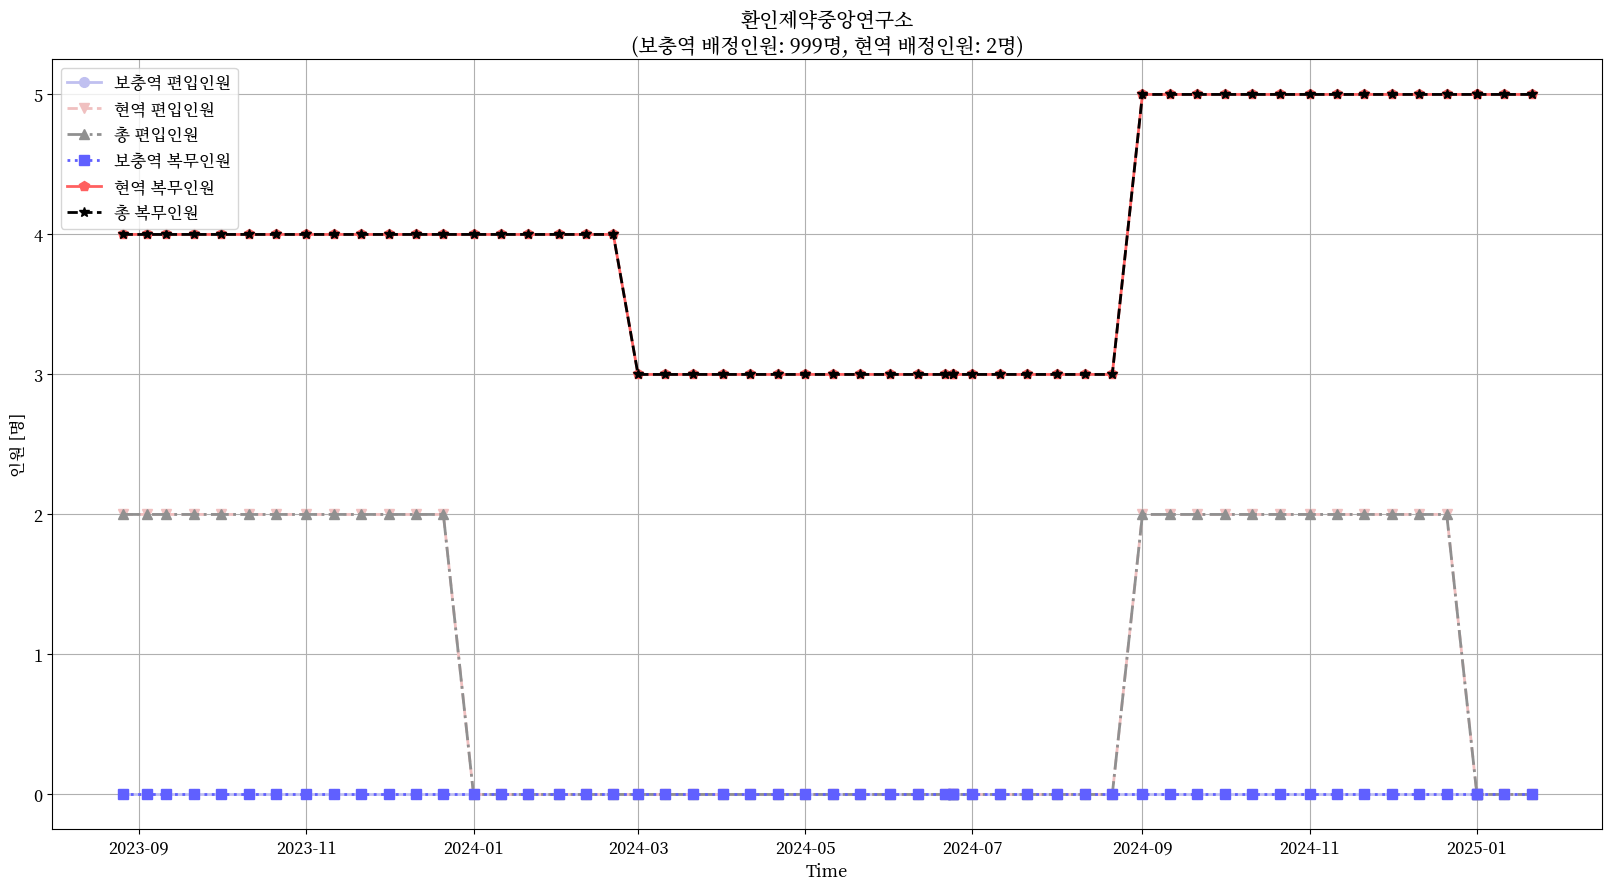 환인제약중앙연구소
(보충역 배정인원: 999명, 현역 배정인원: 2명)
보충역 편입인원
현역 편입인원
총 편입인원
보충역 복무인원
현역 복무인원
총 복무인원
인원 [명]
5
4
3
2
1
0
2023-09
2023-11
2024-01
2024-03
2024-05
2024-07
2024-09
2024-11
2025-01
Time